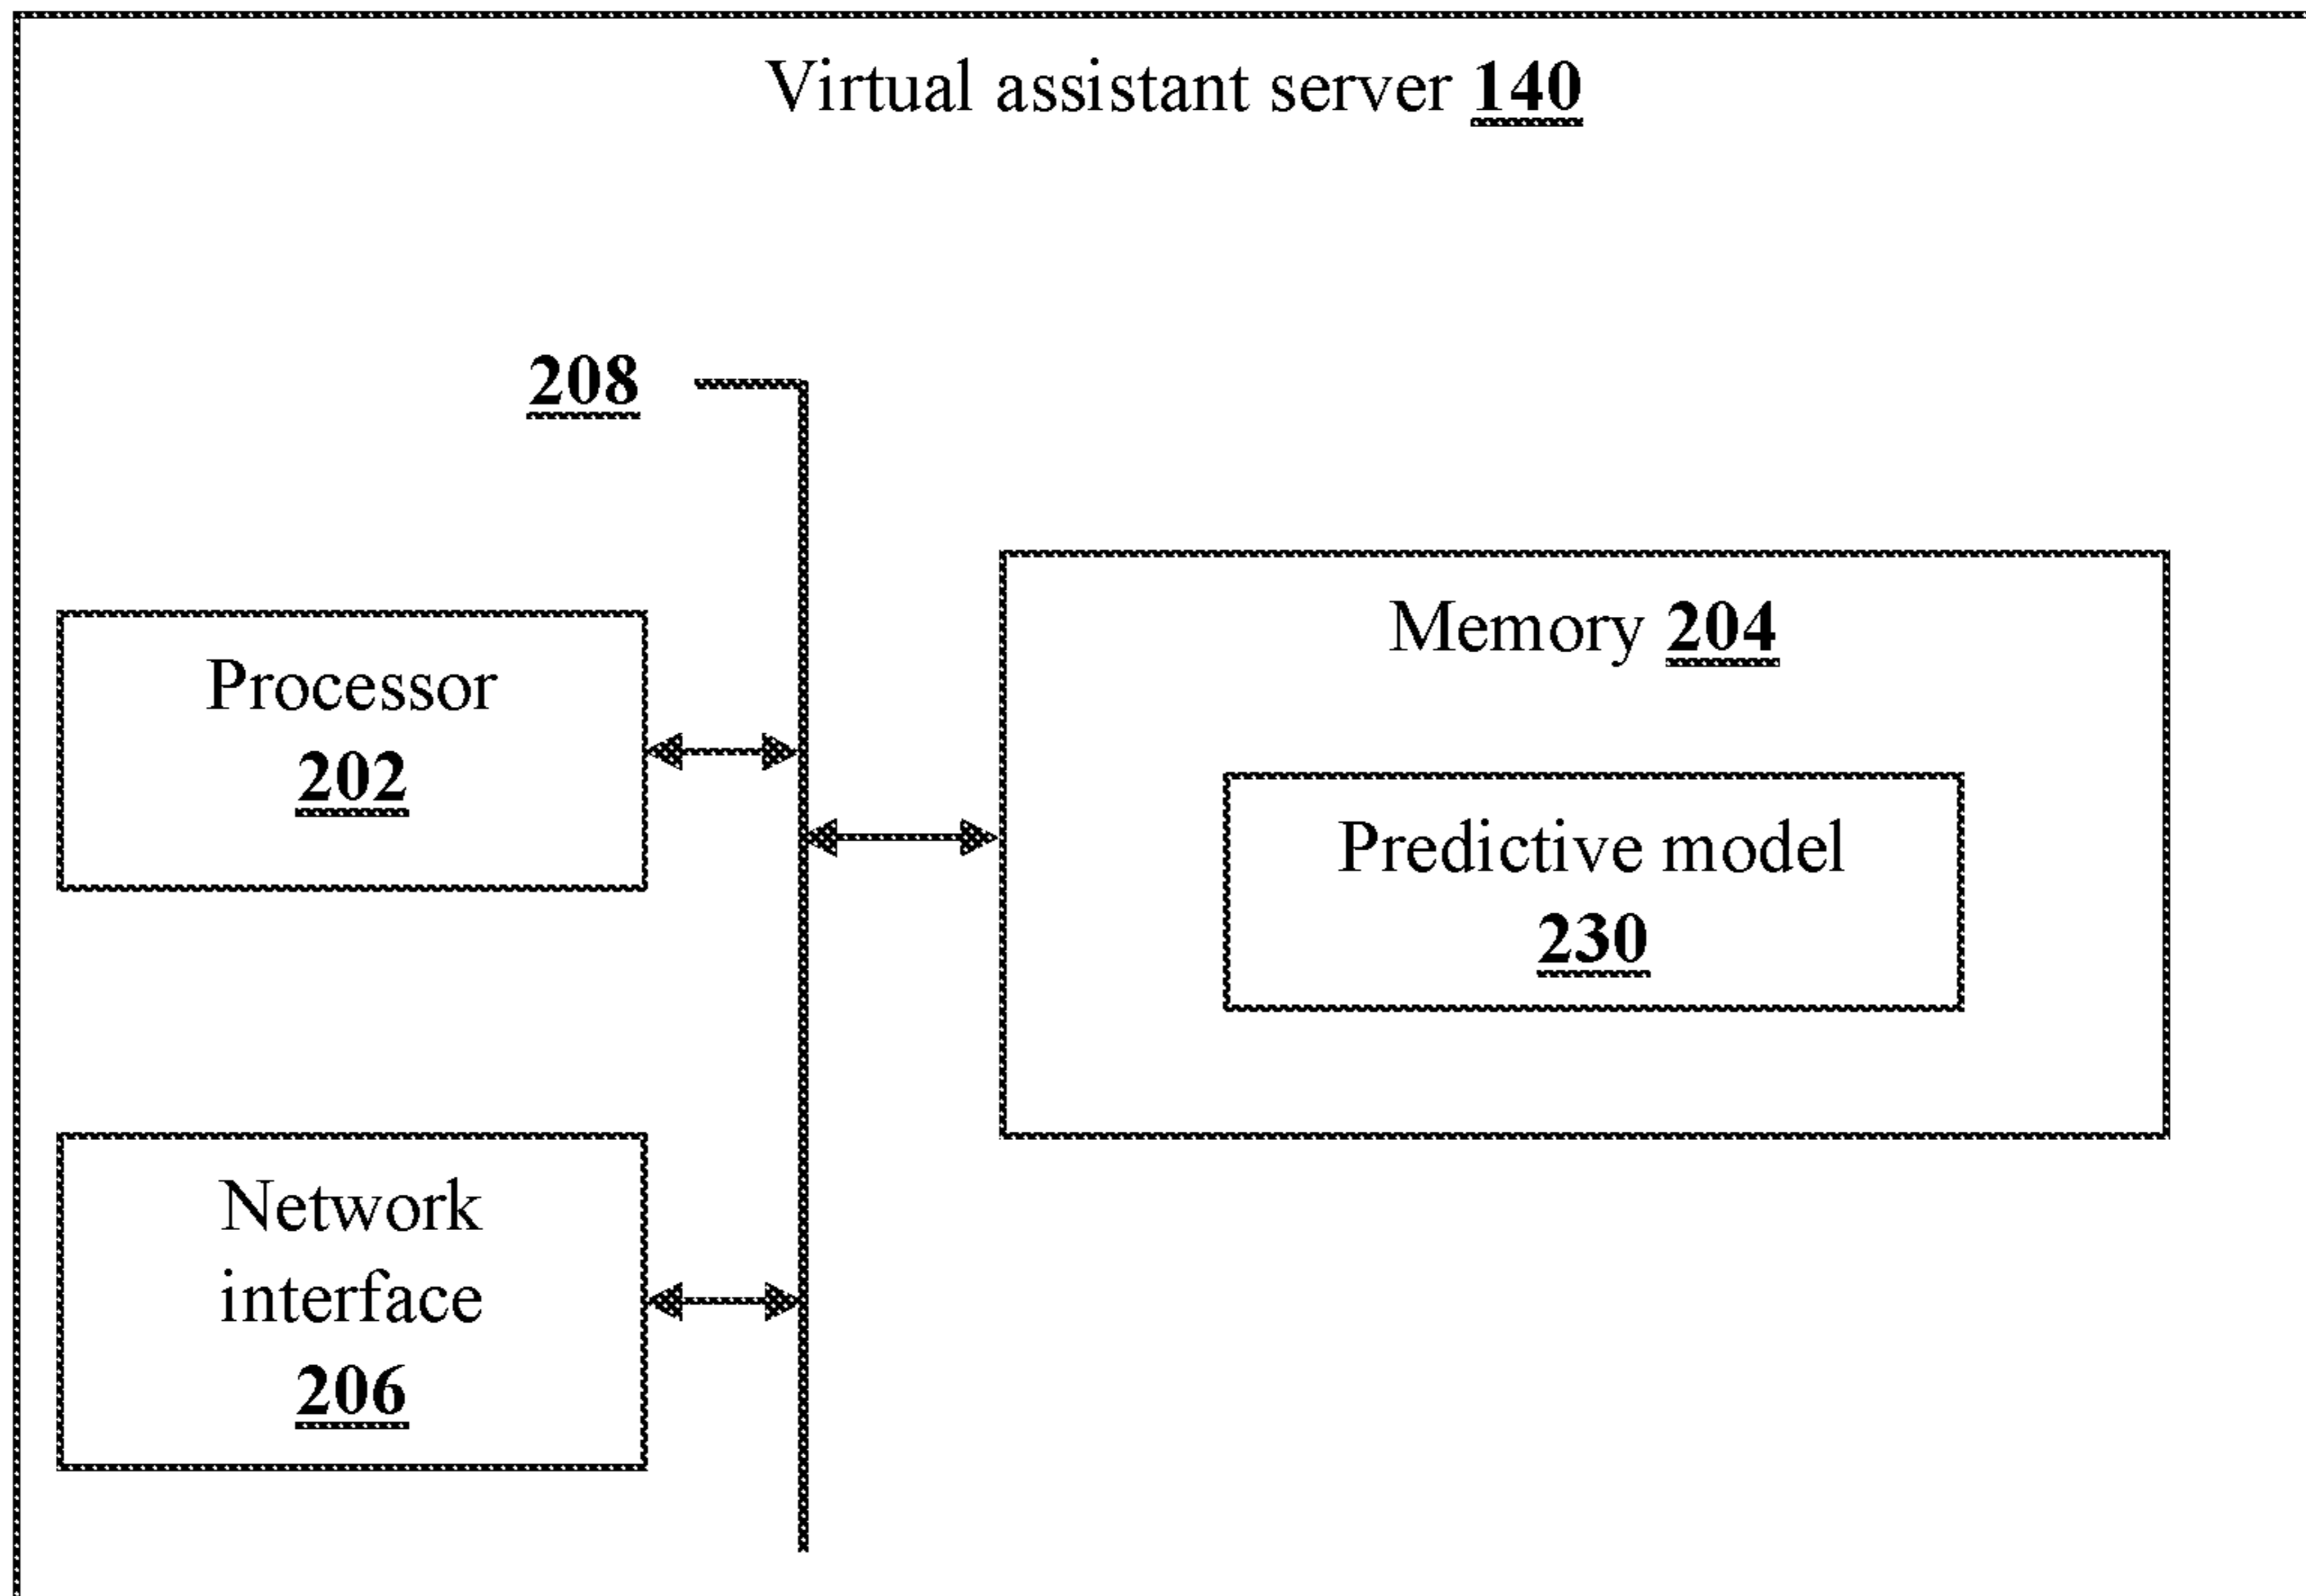 Virtual assistant server 140
208
Processor
202
Memory 204
Predictive model
230
Network
interface
206